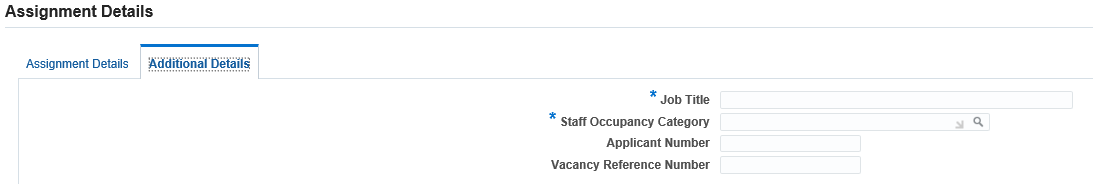 Assignment Details
Assignment Details Additional Details
* Job Title
* Staff Occupancy Category
Applicant Number
Vacancy Reference Number